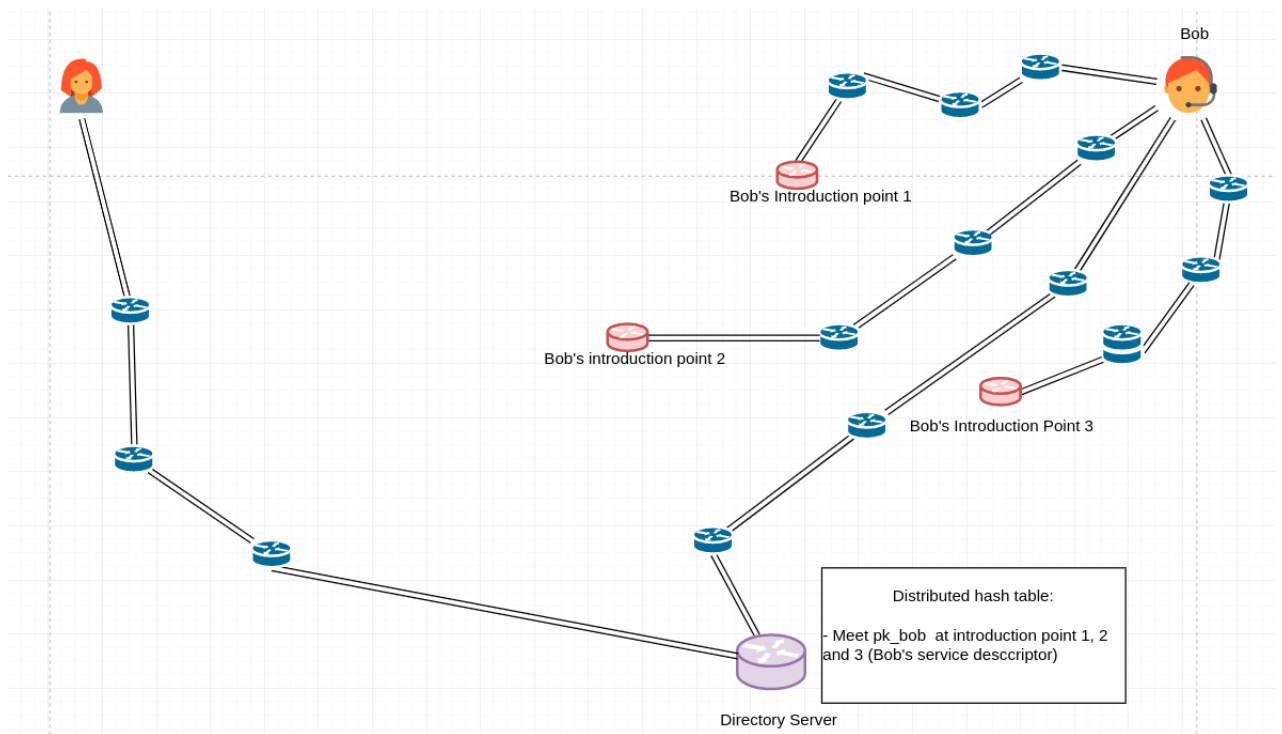 Bob
Bob's Introduction point 1
Bob's introduction point 2
Bob's Introduction Point 3
Distributed hash table:
- Meet pk_bob at introduction point 1, 2
and 3 (Bob's service desccriptor)
Directory Server